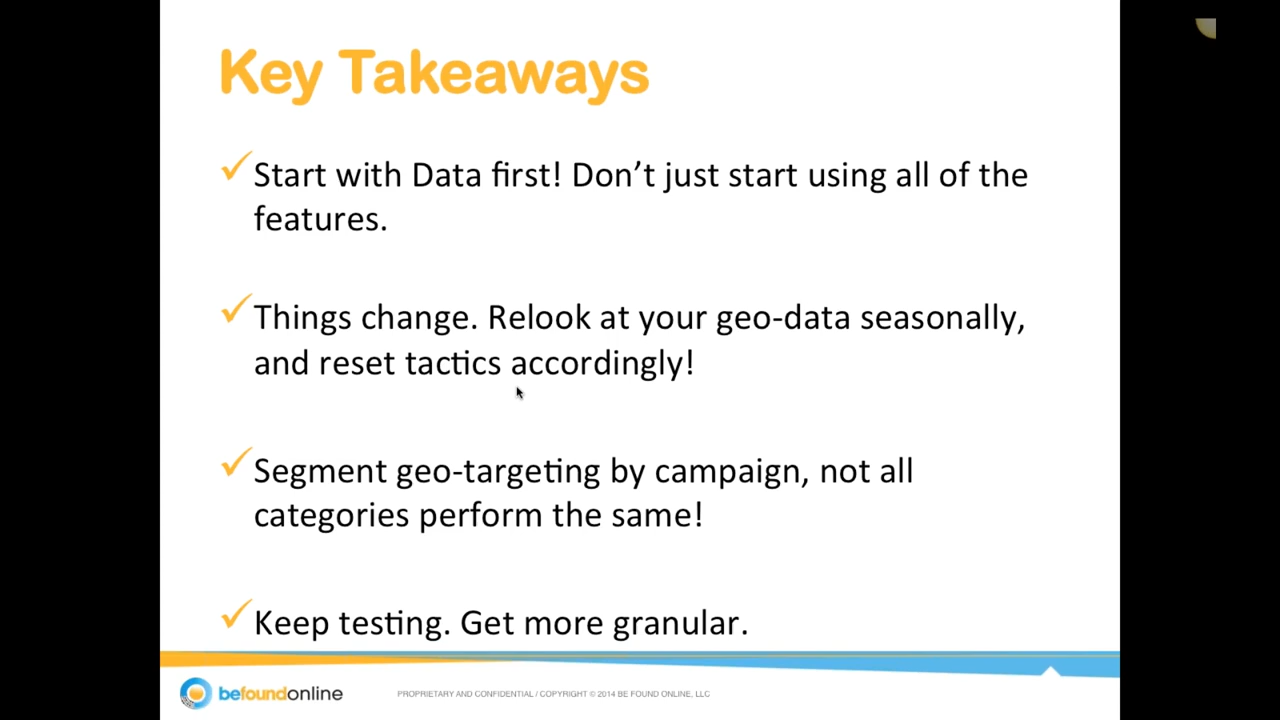 Key Takeaways
Start with Data first! Don’t just start using all of the
features.
Things change. Relook at your geo-data seasonally,
and reset tactics accordingly!
Segment geo-targeting by campaign, not all
categories perform the same!
Keep testing. Get more granular.
befoundonline
PROPRIETARY AND CONFIDENTIAL / COPYRIGHT © 2014 BE FOUND ONLINE, LLC